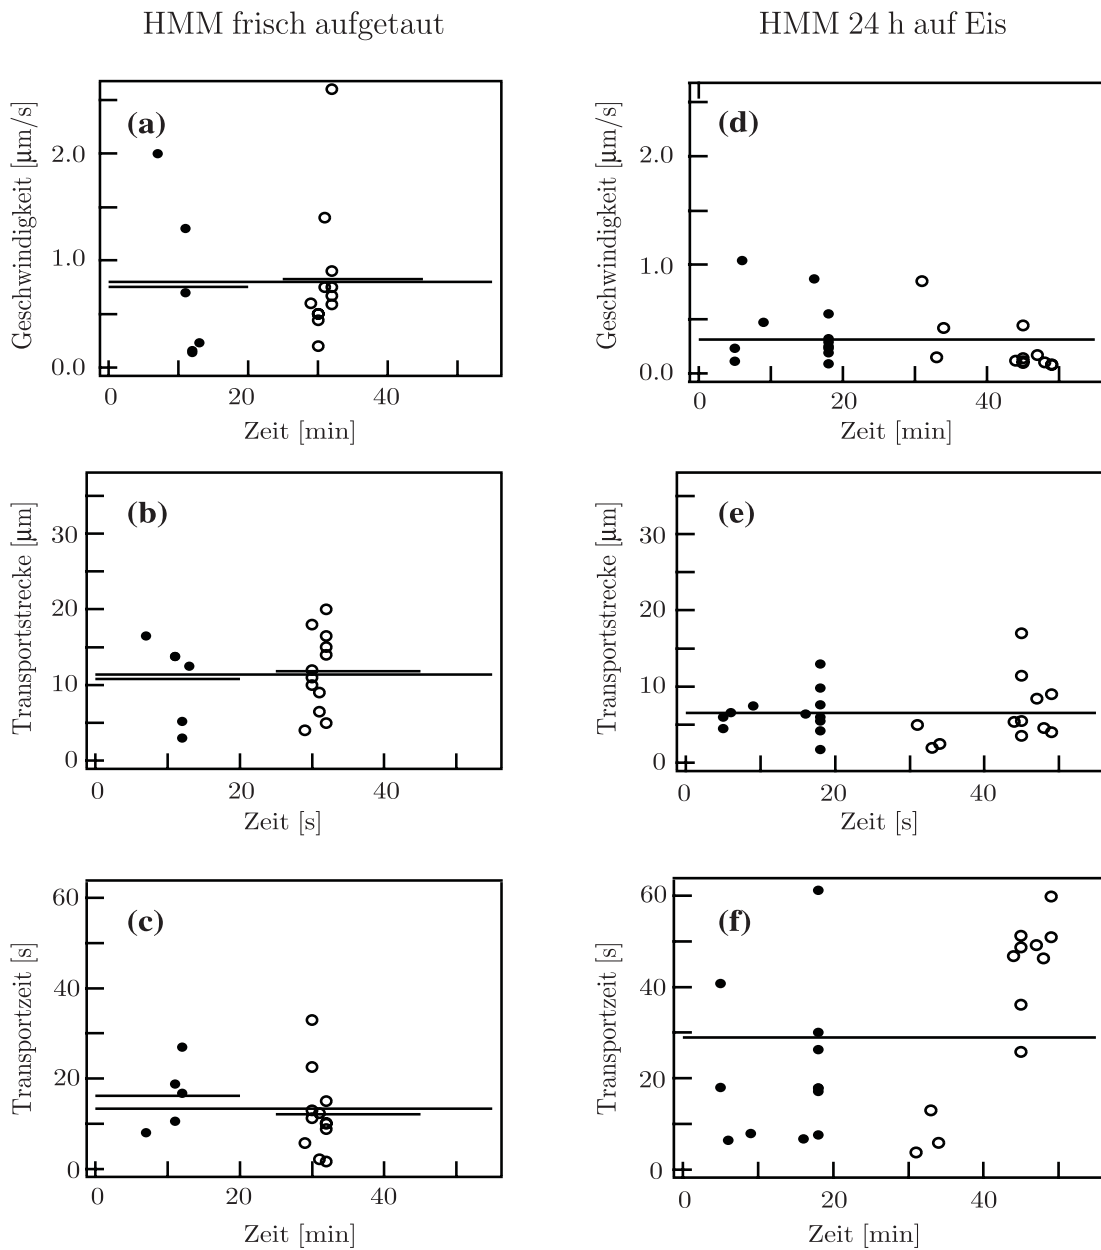 HMM frisch aufgetaut
HMM 24 h auf Eis
(a)
Geschwindigkeit [µm/s]
2.0
1.0
0.0
0 20 40
Zeit [min]
(d)
Geschwindigkeit [µm/s]
2.0
1.0
0.0
0 20 40
Zeit [min]
(b)
Transportstrecke [µm]
30
20
10
0
0 20 40
Zeit [s]
(e)
Transportstrecke [µm]
30
20
10
0
0 20 40
Zeit [s]
(c)
Transportzeit [s]
60
40
20
0
0 20 40
Zeit [min]
(f)
Transportzeit [s]
60
40
20
0
0 20 40
Zeit [min]